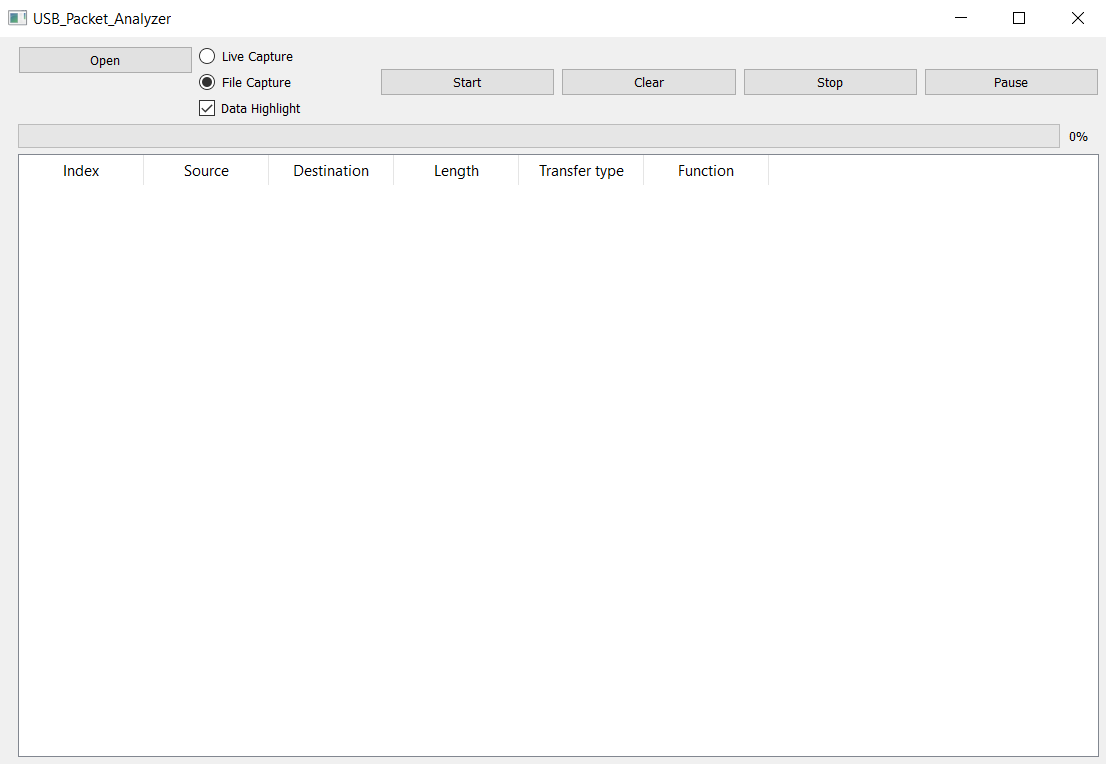 USB_Packet_Analyzer
Open
Live Capture
File Capture
Data Highlight
Start Clear Stop Pause
0%
Index Source Destination Length Transfer type Function